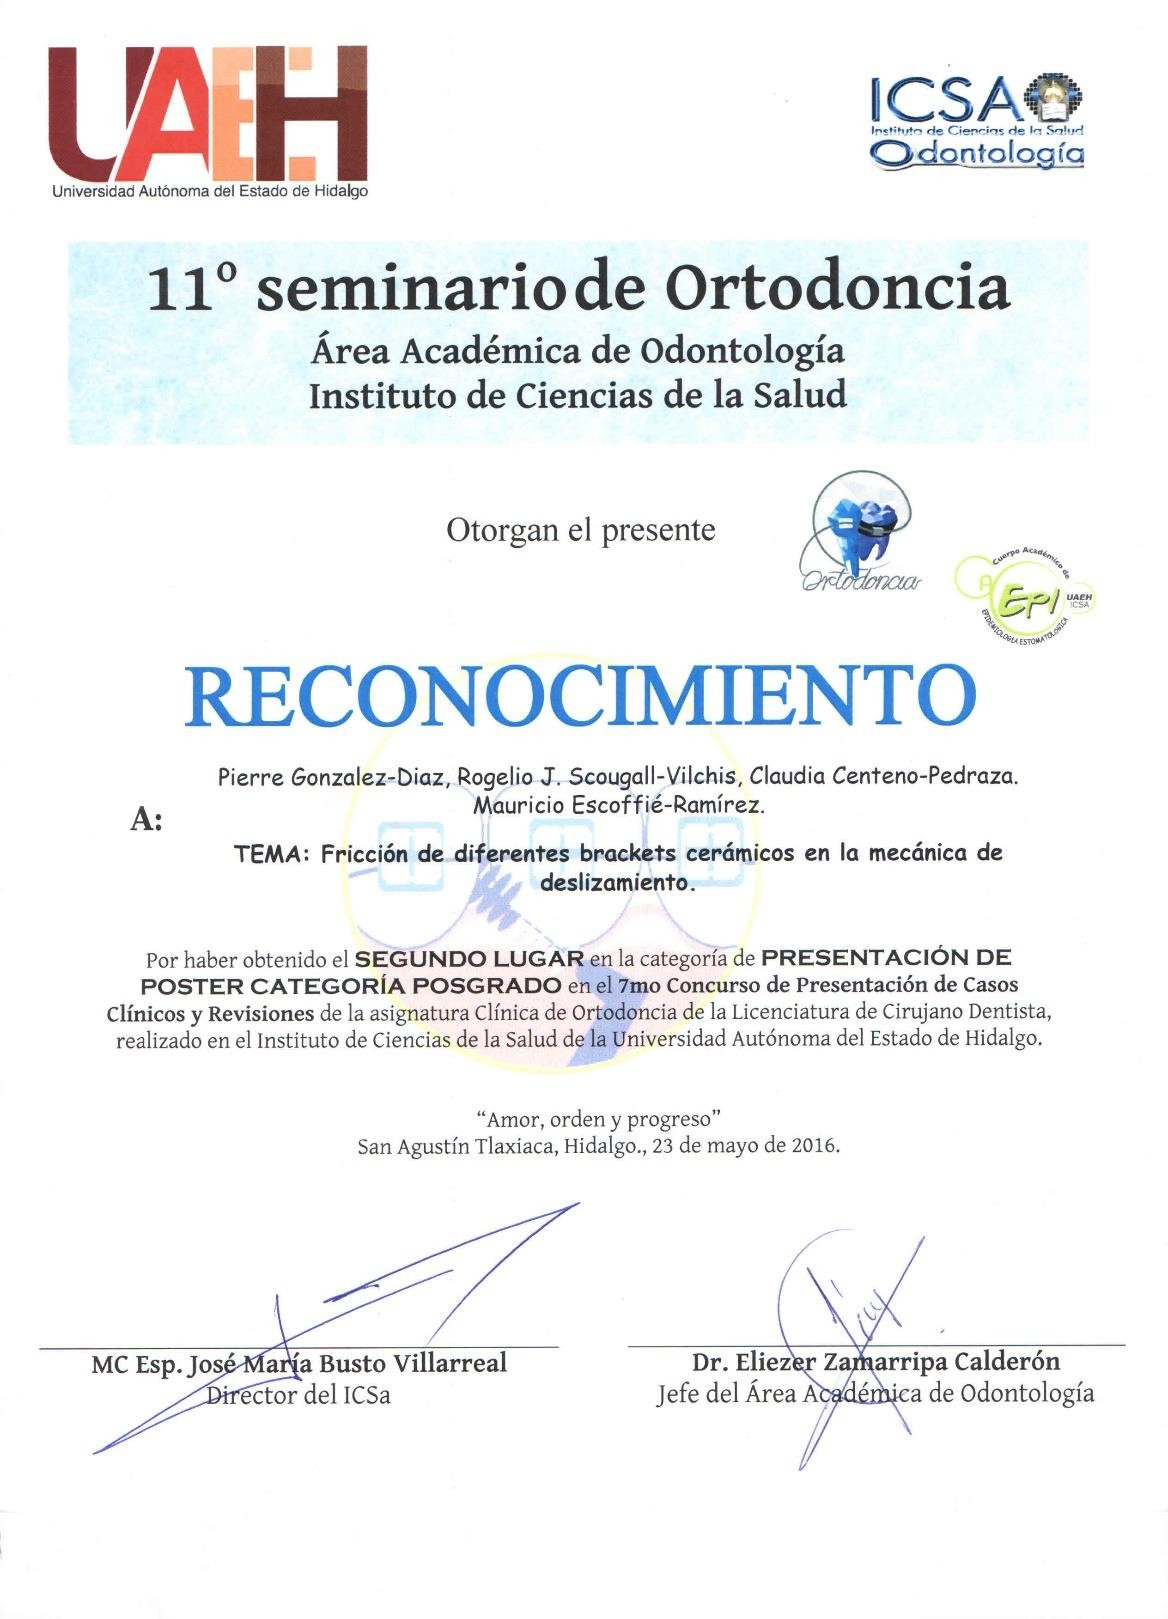 UAEH
Universidad Autónoma del Estado de Hidalgo
ICSA
Instituto de Ciencias de la Salud
Odontología
11º seminario de Ortodoncia
Área Académica de Odontología
Instituto de Ciencias de la Salud
Otorgan el presente
Ortodoncia
Cuerpo Académico de
A
EPI
UAEH
ICSA
EPIDEMIOLOGIA ESTOMATOLOGICA
RECONOCIMIENTO
Pierre Gonzalez-Diaz, Rogelio J. Scougall-Vilchis, Claudia Centeno-Pedraza.
Mauricio Escoffié-Ramírez.
A:
TEMA: Fricción de diferentes brackets cerámicos en la mecánica de
deslizamiento.
Por haber obtenido el SEGUNDO LUGAR en la categoría de PRESENTACIÓN DE
POSTER CATEGORÍA POSGRADO en el 7mo Concurso de Presentación de Casos
Clínicos y Revisiones de la asignatura Clínica de Ortodoncia de la Licenciatura de Cirujano Dentista,
realizado en el Instituto de Ciencias de la Salud de la Universidad Autónoma del Estado de Hidalgo.
“Amor, orden y progreso”
San Agustín Tlaxiaca, Hidalgo., 23 de mayo de 2016.
MC Esp. José María Busto Villarreal
Director del ICSa
Dr. Eliezer Zamarripa Calderón
Jefe del Área Académica de Odontología